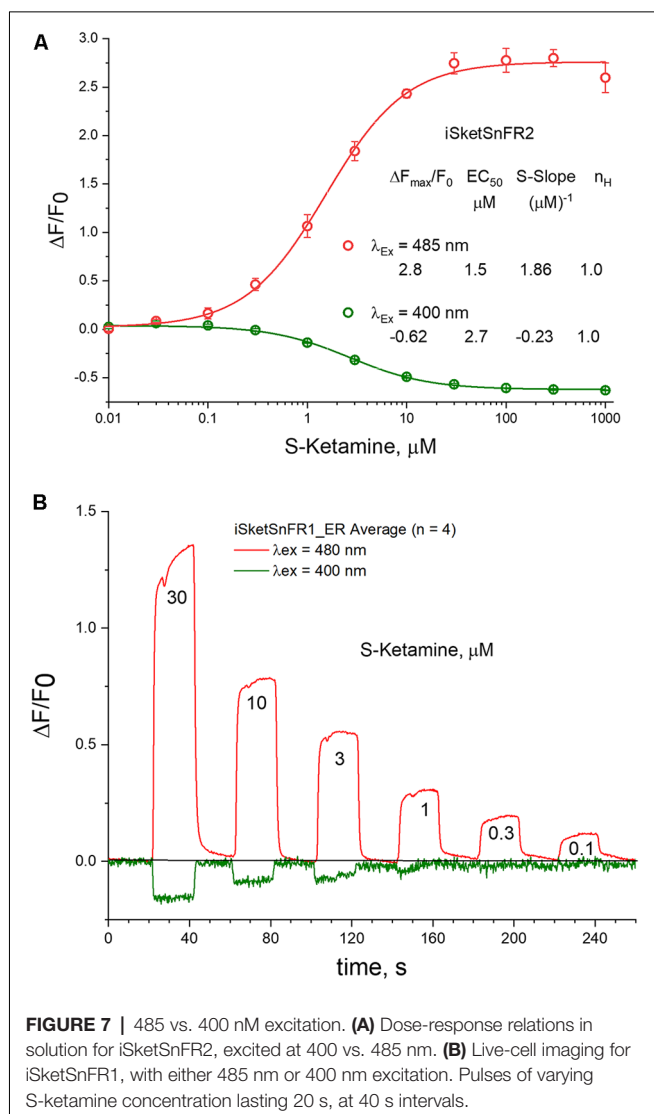 A
3.0
2.5
2.0
1.5
1.0
0.5
0.0
-0.5
ΔF/F0
iSketSnFR2
ΔFmax/F0 EC50 S-Slope nH
μM (μM)-1
λEx = 485 nm
2.8 1.5 1.86 1.0
λEx = 400 nm
-0.62 2.7 -0.23 1.0
0.01 0.1 1 10 100 1000
S-Ketamine, μM
B
1.5
1.0
0.5
0.0
ΔF/F0
iSketSnFR1_ER Average (n = 4)
λex = 480 nm
λex = 400 nm
S-Ketamine, μM
30
10
3
1
0.3
0.1
0 40 80 120 160 200 240
time, s
FIGURE 7 | 485 vs. 400 nM excitation. (A) Dose-response relations in
solution for iSketSnFR2, excited at 400 vs. 485 nm. (B) Live-cell imaging for
iSketSnFR1, with either 485 nm or 400 nm excitation. Pulses of varying
S-ketamine concentration lasting 20 s, at 40 s intervals.